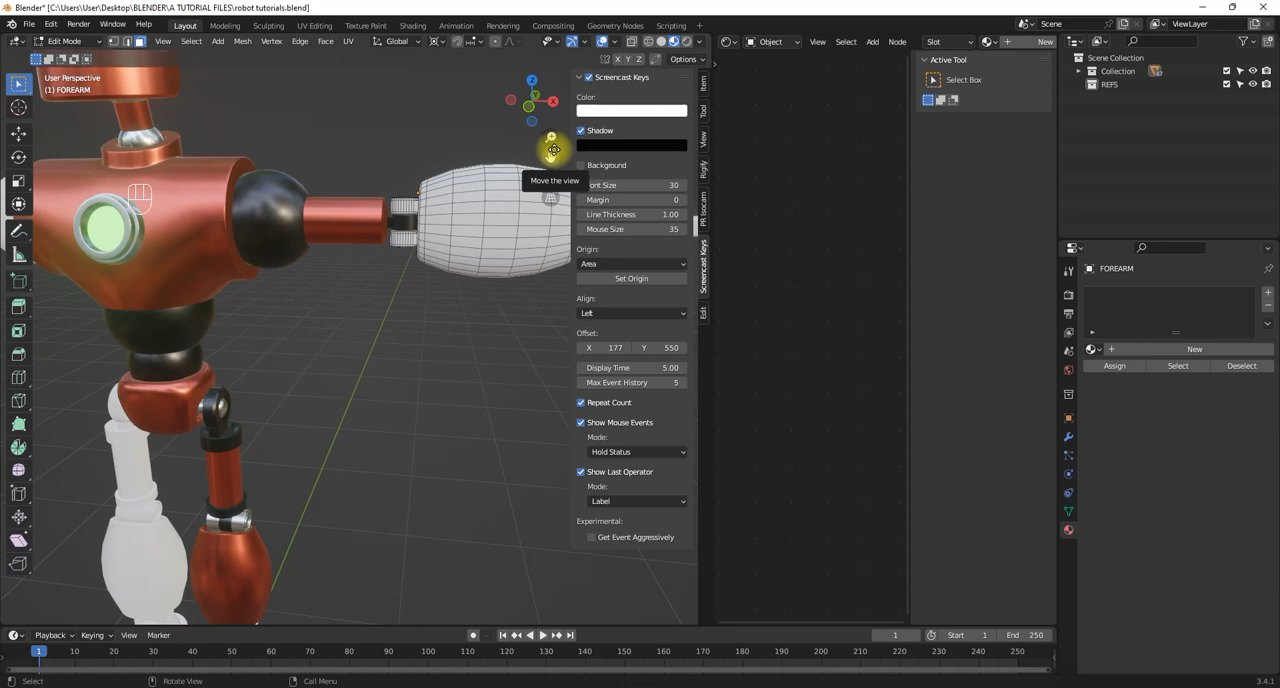 Blender* [C:\Users\User\Desktop\BLENDER\A TUTORIAL FILES\robot tutorials.blend]
File Edit Render Window Help Layout Modeling Sculpting UV Editing Texture Paint Shading Animation Rendering Compositing Geometry Nodes Scripting + Scene ViewLayer
Edit Mode View Select Add Mesh Vertex Edge Face UV Global Object View Select Add Node Slot New
X Y Z Options
User Perspective
(1) FOREARM
Z
Y
X
Move the view
Screencast Keys
Color:
Shadow
Background
Font Size 30
Margin 0
Line Thickness 1.00
Mouse Size 35
Origin:
Area
Set Origin
Align:
Left
Offset:
X 177 Y 550
Display Time 5.00
Max Event History 5
Repeat Count
Show Mouse Events
Mode:
Hold Status
Show Last Operator
Mode:
Label
Experimental:
Get Event Aggressively
Item
Tool
View
Rigify
PR Isocam
Screencast Keys
Edit
Active Tool
Select Box
Scene Collection
Collection
REFS
FOREARM
New
Assign Select Deselect
Playback Keying View Marker 1 Start 1 End 250
1 10 20 30 40 50 60 70 80 90 100 110 120 130 140 150 160 170 180 190 200 210 220 230 240 250
Select Rotate View Call Menu 3.4.1